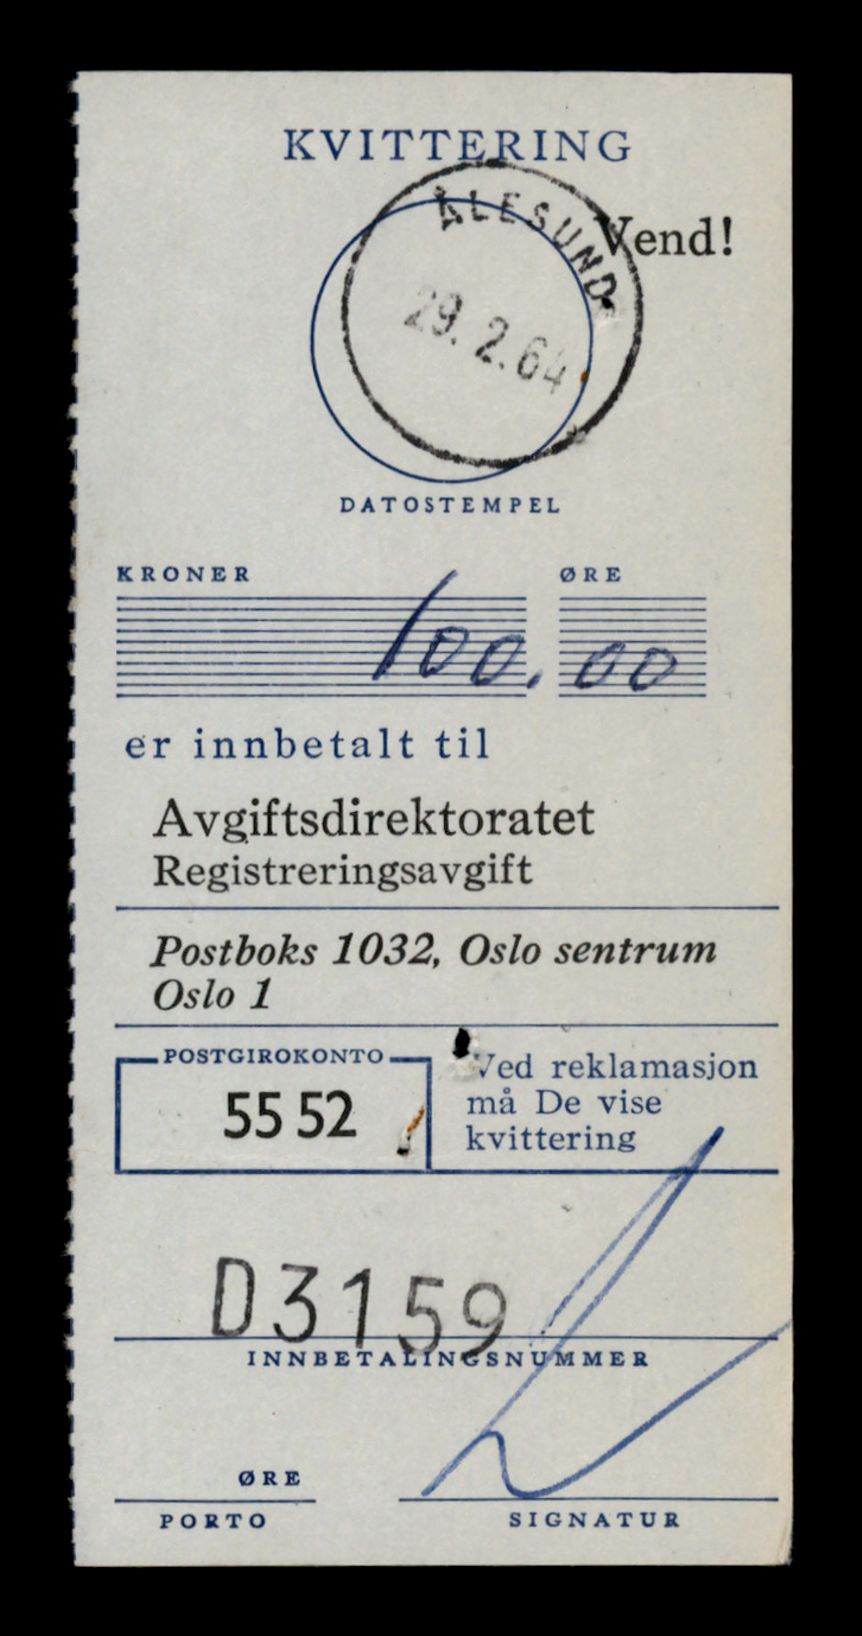 KVITTERING
ÅLESUND
Vend!
29.2.64
DATOSTEMPEL
KRONER ØRE
100.00
er innbetalt til
Avgiftsdirektoratet
Registreringsavgift
Postboks 1032, Oslo sentrum
Oslo 1
POSTGIROKONTO
55 52
Ved reklamasjon
må De vise
kvittering
D3159
INNBETALINGSNUMMER
ØRE
PORTO
SIGNATUR